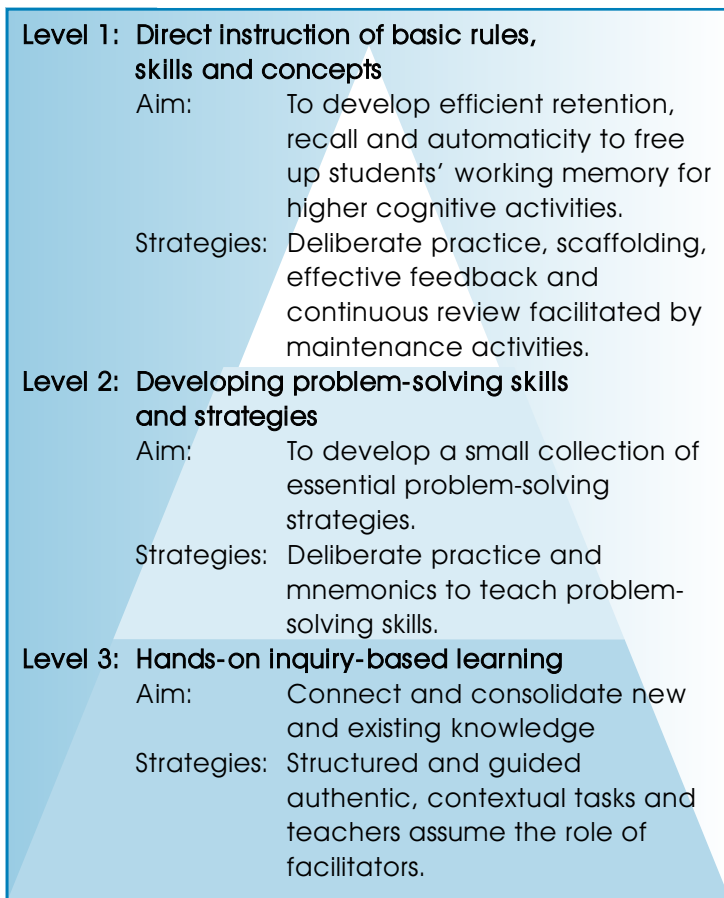 Level 1: Direct instruction of basic rules,
skills and concepts
Aim: To develop efficient retention,
recall and automaticity to free
up students’ working memory for
higher cognitive activities.
Strategies: Deliberate practice, scaffolding,
effective feedback and
continuous review facilitated by
maintenance activities.
Level 2: Developing problem-solving skills
and strategies
Aim: To develop a small collection of
essential problem-solving
strategies.
Strategies: Deliberate practice and
mnemonics to teach problem-
solving skills.
Level 3: Hands-on inquiry-based learning
Aim: Connect and consolidate new
and existing knowledge
Strategies: Structured and guided
authentic, contextual tasks and
teachers assume the role of
facilitators.